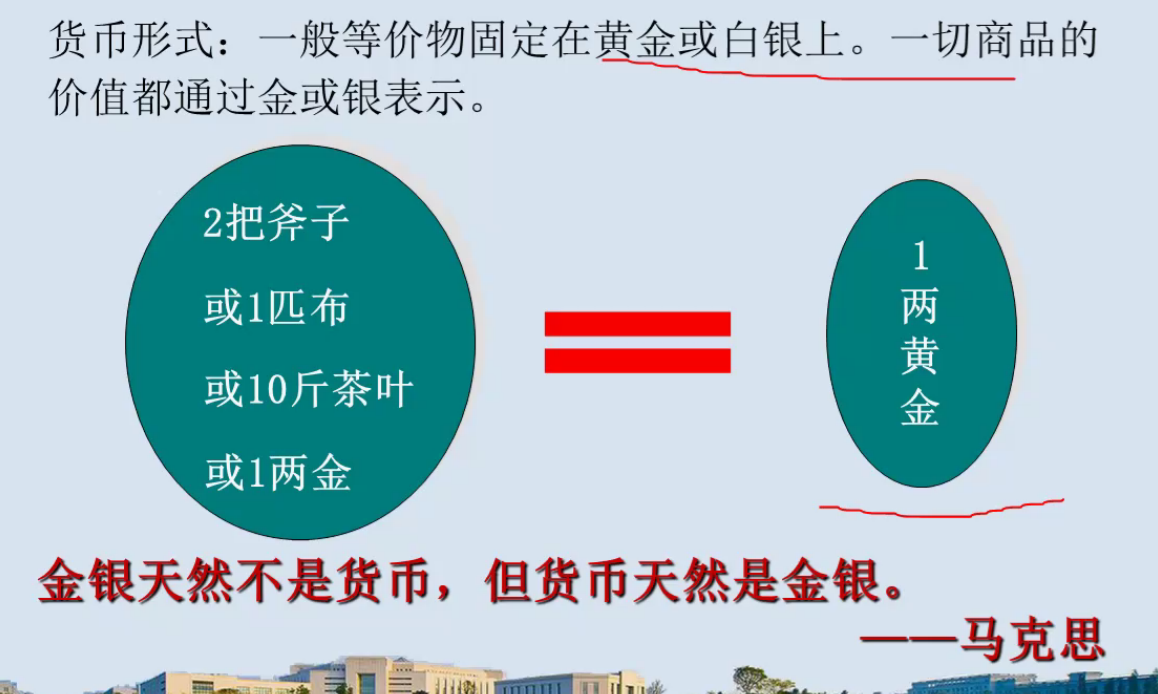 货币形式：一般等价物固定在黄金或白银上。一切商品的
价值都通过金或银表示。
2把斧子
或1匹布
或10斤茶叶
或1两金
1
两
黄
金
金银天然不是货币，但货币天然是金银。
——马克思